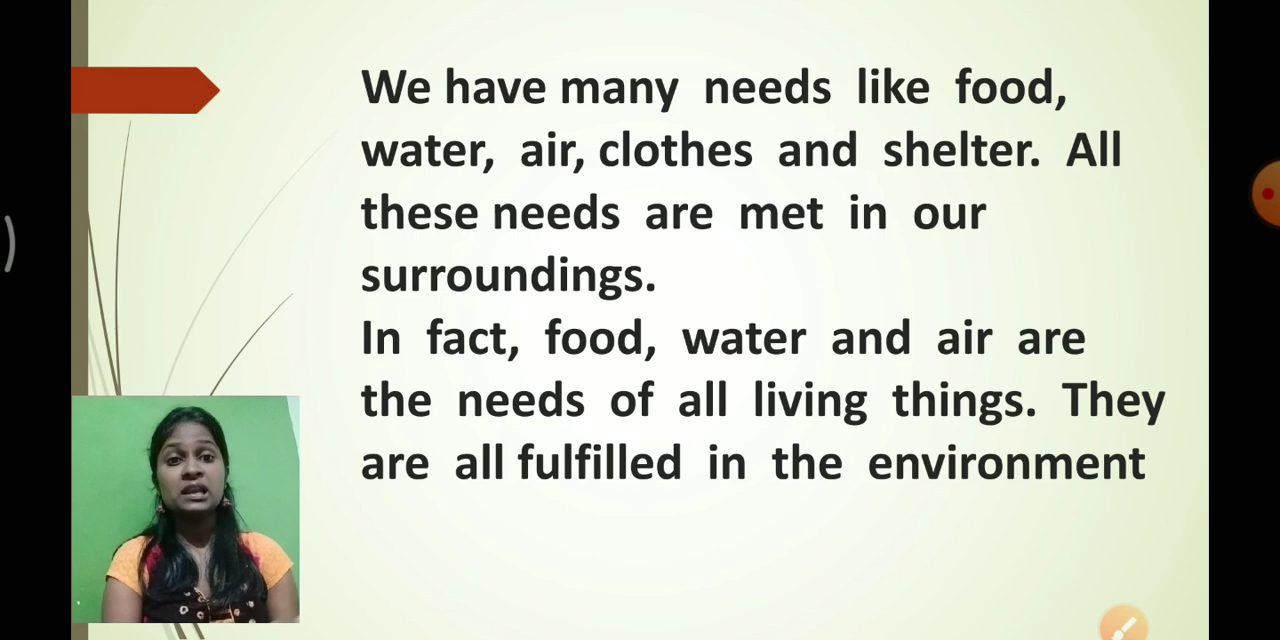 We have many needs like food,
water, air, clothes and shelter. All
these needs are met in our
surroundings.
In fact, food, water and air are
the needs of all living things. They
are all fulfilled in the environment